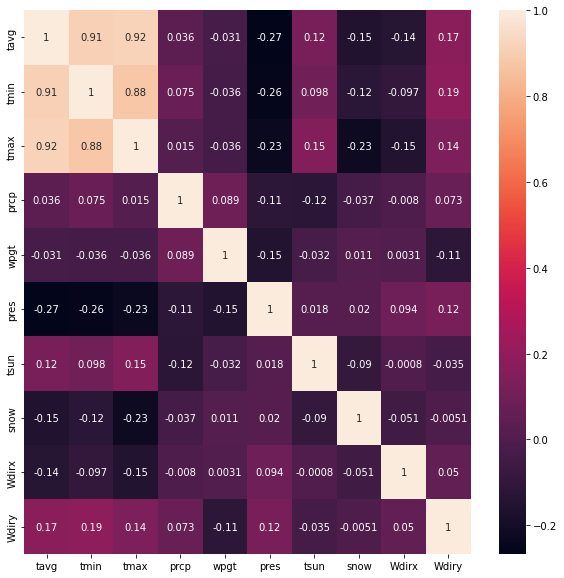 tavg 1 0.91 0.92 0.036 -0.031 -0.27 0.12 -0.15 -0.14 0.17
tmin 0.91 1 0.88 0.075 -0.036 -0.26 0.098 -0.12 -0.097 0.19
tmax 0.92 0.88 1 0.015 -0.036 -0.23 0.15 -0.23 -0.15 0.14
prcp 0.036 0.075 0.015 1 0.089 -0.11 -0.12 -0.037 -0.008 0.073
wpgt -0.031 -0.036 -0.036 0.089 1 -0.15 -0.032 0.011 0.0031 -0.11
pres -0.27 -0.26 -0.23 -0.11 -0.15 1 0.018 0.02 0.094 0.12
tsun 0.12 0.098 0.15 -0.12 -0.032 0.018 1 -0.09 -0.0008 -0.035
snow -0.15 -0.12 -0.23 -0.037 0.011 0.02 -0.09 1 -0.051 -0.0051
Wdirx -0.14 -0.097 -0.15 -0.008 0.0031 0.094 -0.0008 -0.051 1 0.05
Wdiry 0.17 0.19 0.14 0.073 -0.11 0.12 -0.035 -0.0051 0.05 1
tavg tmin tmax prcp wpgt pres tsun snow Wdirx Wdiry
1.0
0.8
0.6
0.4
0.2
0.0
−0.2